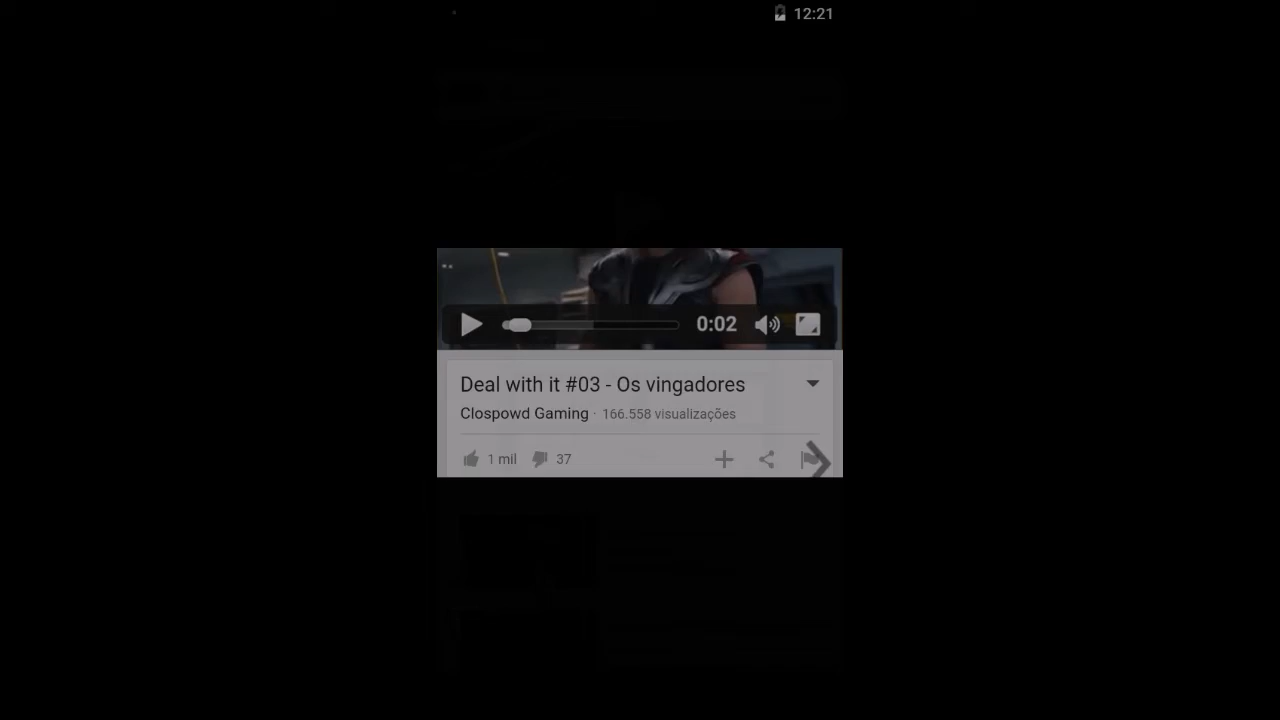 12:21
0:02
Deal with it #03 - Os vingadores
Clospowd Gaming · 166.558 visualizações
1 mil 37